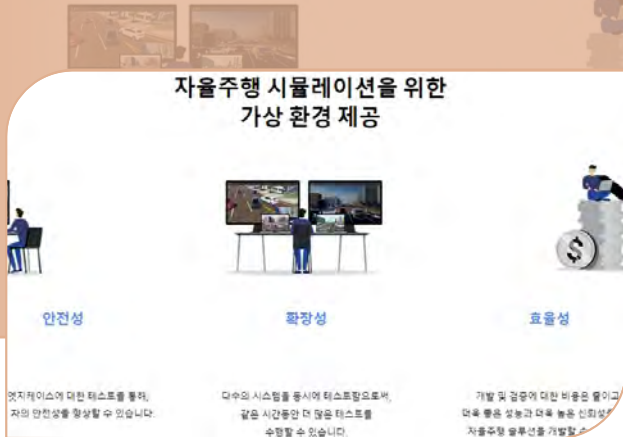 자율주행 시뮬레이션을 위한
가상 환경 제공
안전성
확장성
효율성
엣지케이스에 대한 테스트를 통해,
자의 안전성을 향상할 수 있습니다.
다수의 시스템을 동시에 테스트함으로써,
같은 시간동안 더 많은 테스트를
수행할 수 있습니다.
개발 및 검증에 대한 비용은 줄이고
더욱 좋은 성능과 더욱 높은 신뢰성
자율주행 솔루션을 개발할
$